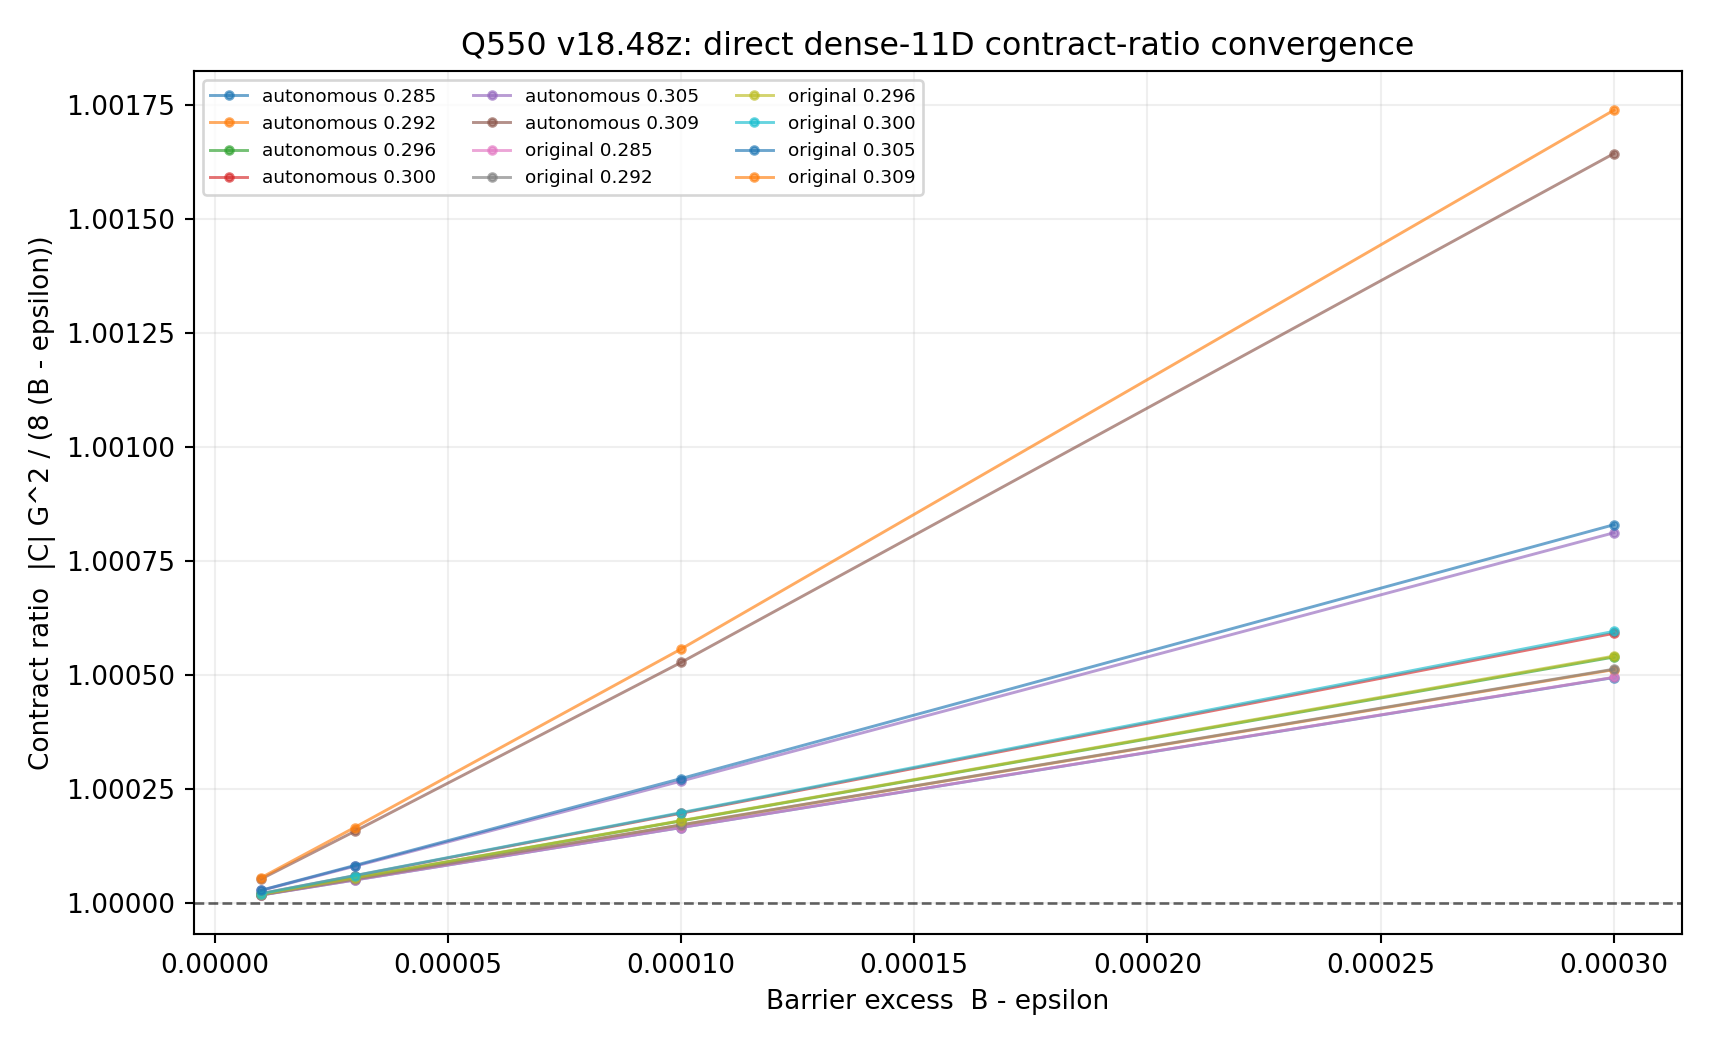 Q550 v18.48z: direct dense-11D contract-ratio convergence
autonomous 0.285
autonomous 0.292
autonomous 0.296
autonomous 0.300
autonomous 0.305
autonomous 0.309
original 0.285
original 0.292
original 0.296
original 0.300
original 0.305
original 0.309
Contract ratio |C| G^2 / (8 (B - epsilon))
1.00175
1.00150
1.00125
1.00100
1.00075
1.00050
1.00025
1.00000
0.00000
0.00005
0.00010
0.00015
0.00020
0.00025
0.00030
Barrier excess B - epsilon